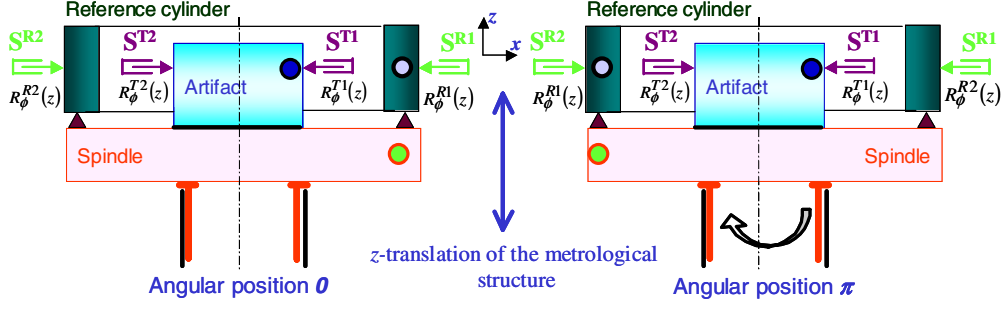 Reference cylinder
S^R2 S^T2 S^T1 S^R1
R_ϕ^R2(z) R_ϕ^T2(z) Artifact R_ϕ^T1(z) R_ϕ^R1(z)
Spindle
Angular position 0
z
x
z-translation of the metrological
structure
Reference cylinder
S^R2 S^T2 S^T1 S^R1
R_ϕ^R1(z) R_ϕ^T2(z) Artifact R_ϕ^T1(z) R_ϕ^R2(z)
Spindle
Angular position π